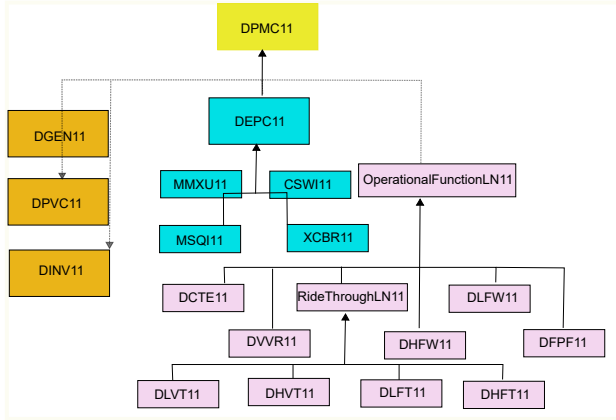 DPMC11
DEPC11
DGEN11
MMXU11
CSWI11
OperationalFunctionLN11
DPVC11
MSQI11
XCBR11
DINV11
DCTE11
RideThroughLN11
DLFW11
DVVR11
DHFW11
DFPF11
DLVT11
DHVT11
DLFT11
DHFT11